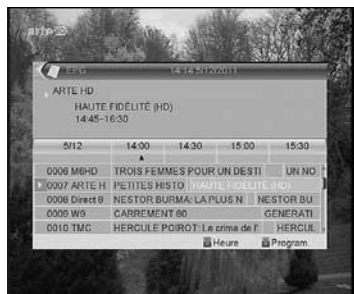 arte
EPG 14:14 5/12/2011
ARTE HD
HAUTE FIDÉLITÉ (HD)
14:45-16:30
5/12 14:00 14:30 15:00 15:30
0006 M6HD TROIS FEMMES POUR UN DESTI UN NO
0007 ARTE H PETITES HISTO HAUTE FIDÉLITÉ (HD)
0008 Direct 8 NESTOR BURMA: LA PLUS N NESTOR BU
0009 W9 CARREMENT 80 GENERATI
0010 TMC HERCULE POIROT: Le crime de l' HERCUL
Heure Program.